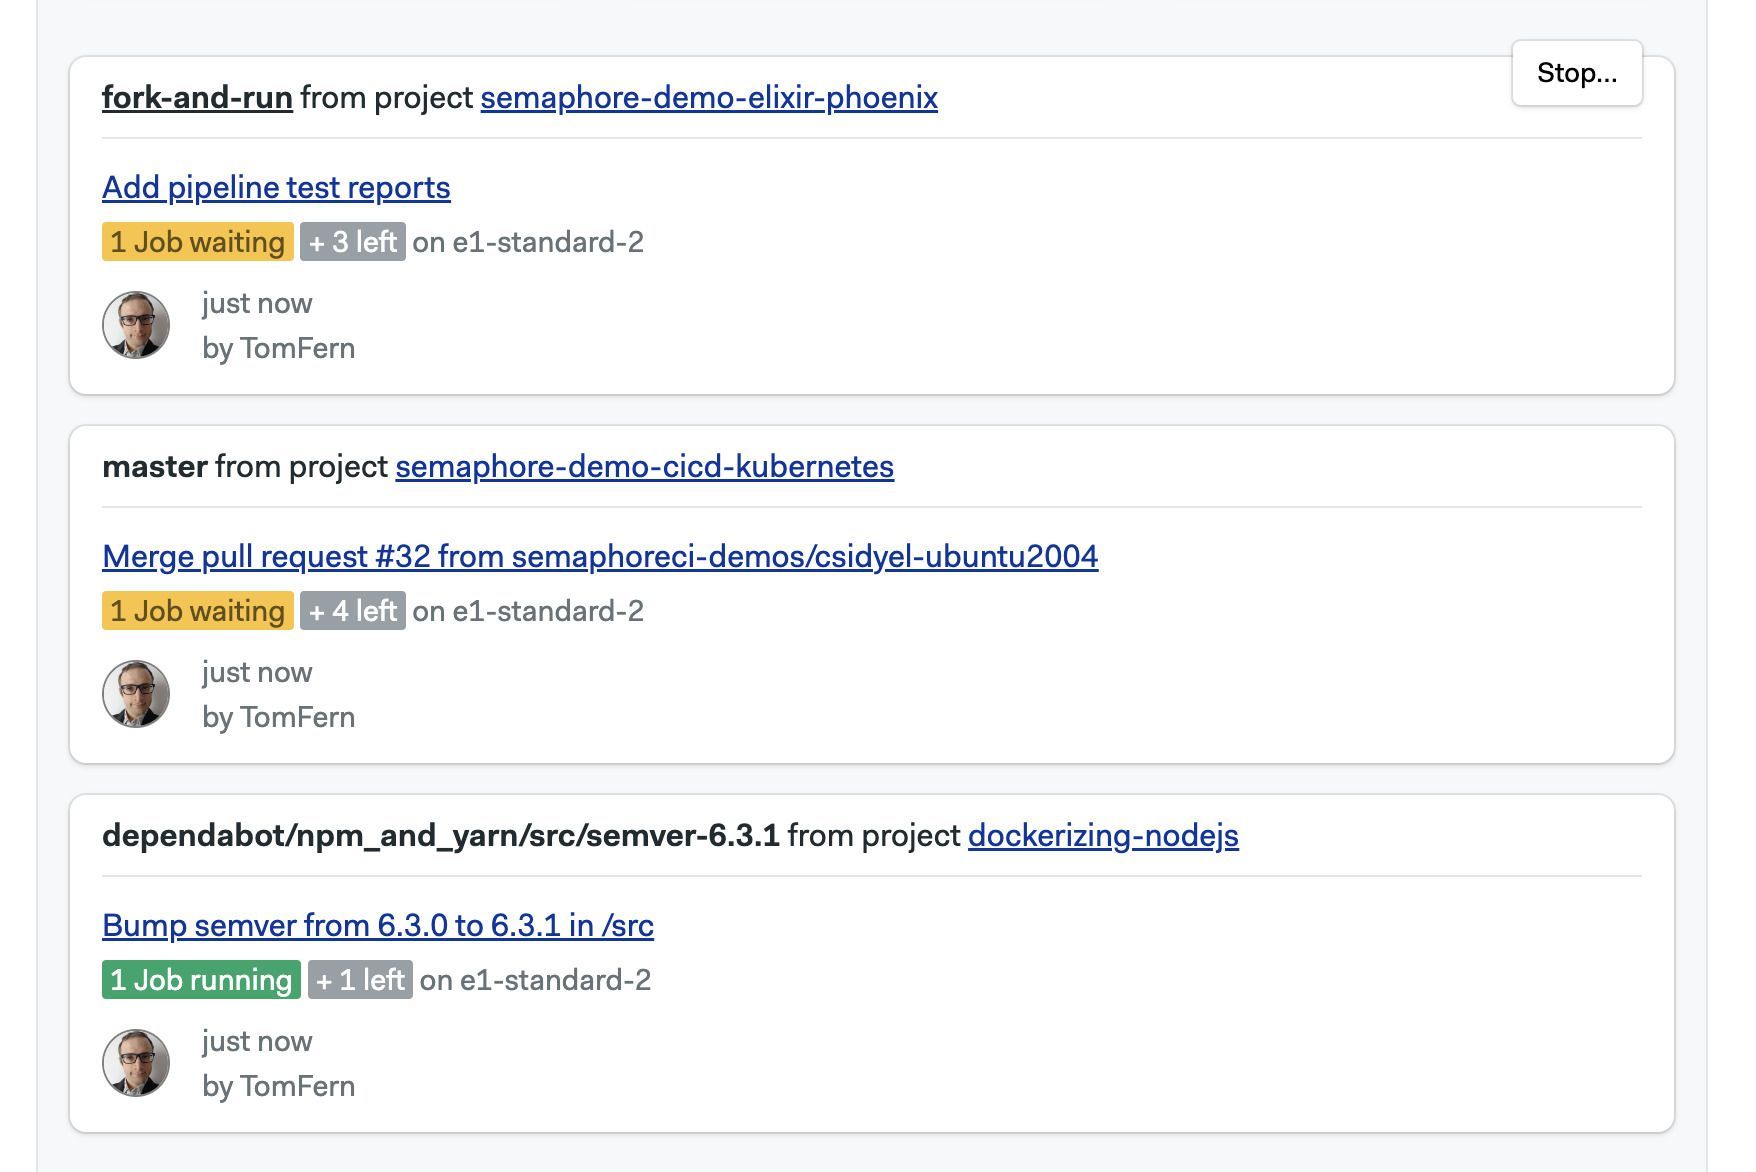 Stop...
fork-and-run from project semaphore-demo-elixir-phoenix
Add pipeline test reports
1 Job waiting + 3 left on e1-standard-2
just now
by TomFern
master from project semaphore-demo-cicd-kubernetes
Merge pull request #32 from semaphoreci-demos/csidyel-ubuntu2004
1 Job waiting + 4 left on e1-standard-2
just now
by TomFern
dependabot/npm_and_yarn/src/semver-6.3.1 from project dockerizing-nodejs
Bump semver from 6.3.0 to 6.3.1 in /src
1 Job running + 1 left on e1-standard-2
just now
by TomFern